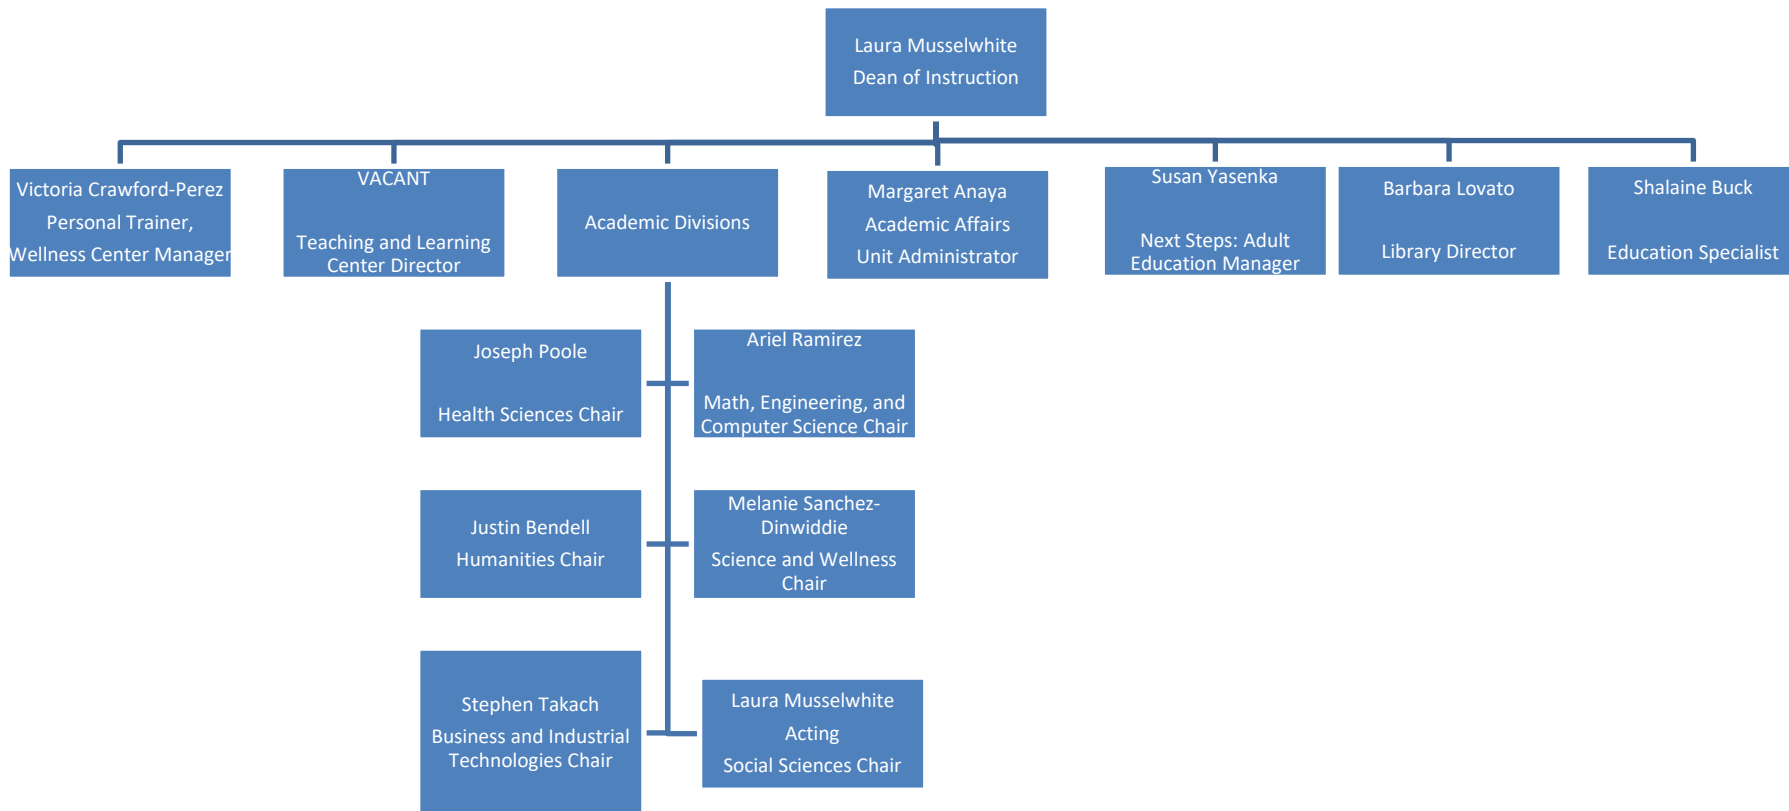 Laura Musselwhite
Dean of Instruction
Victoria Crawford-Perez
Personal Trainer,
Wellness Center Manager
VACANT
Teaching and Learning
Center Director
Academic Divisions
Margaret Anaya
Academic Affairs
Unit Administrator
Susan Yasenka
Next Steps: Adult
Education Manager
Barbara Lovato
Library Director
Shalaine Buck
Education Specialist
Joseph Poole
Health Sciences Chair
Ariel Ramirez
Math, Engineering, and
Computer Science Chair
Justin Bendell
Humanities Chair
Melanie Sanchez-
Dinwiddie
Science and Wellness
Chair
Stephen Takach
Business and Industrial
Technologies Chair
Laura Musselwhite
Acting
Social Sciences Chair